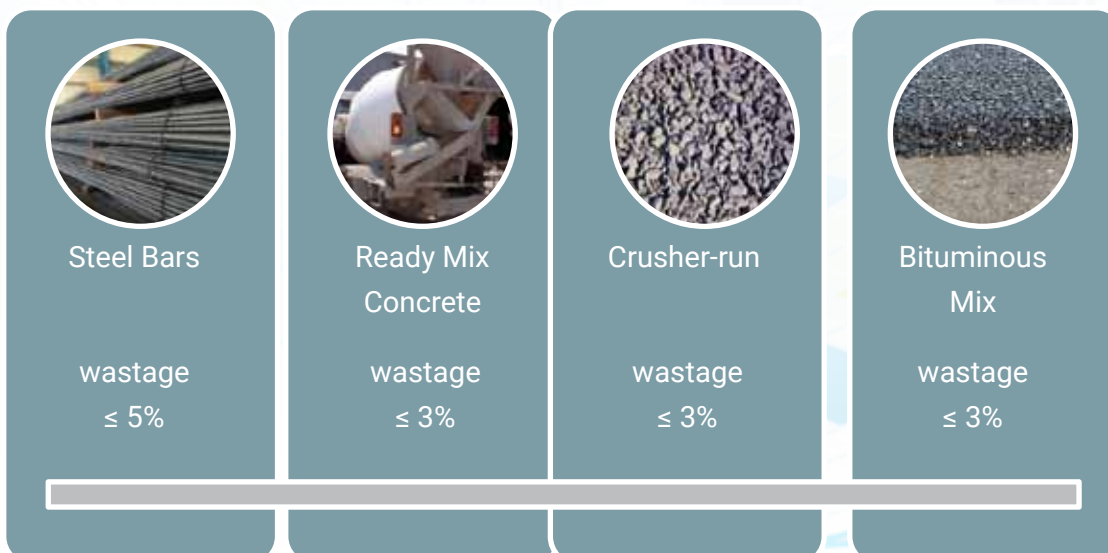 Steel Bars
wastage
≤ 5%
Ready Mix
Concrete
wastage
≤ 3%
Crusher-run
wastage
≤ 3%
Bituminous
Mix
wastage
≤ 3%